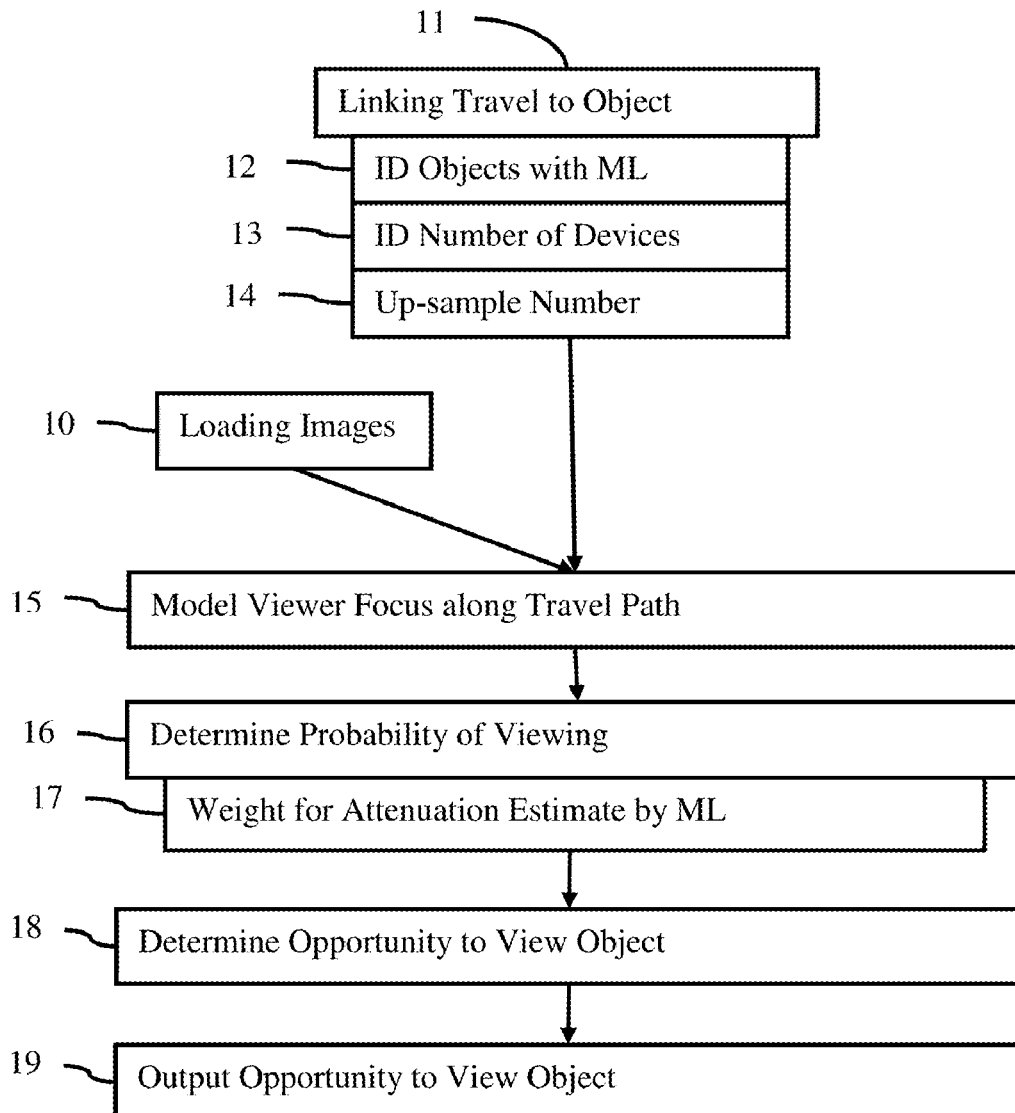 11
Linking Travel to Object
12 ID Objects with ML
13 ID Number of Devices
14 Up-sample Number
10 Loading Images
15 Model Viewer Focus along Travel Path
16 Determine Probability of Viewing
17 Weight for Attenuation Estimate by ML
18 Determine Opportunity to View Object
19 Output Opportunity to View Object